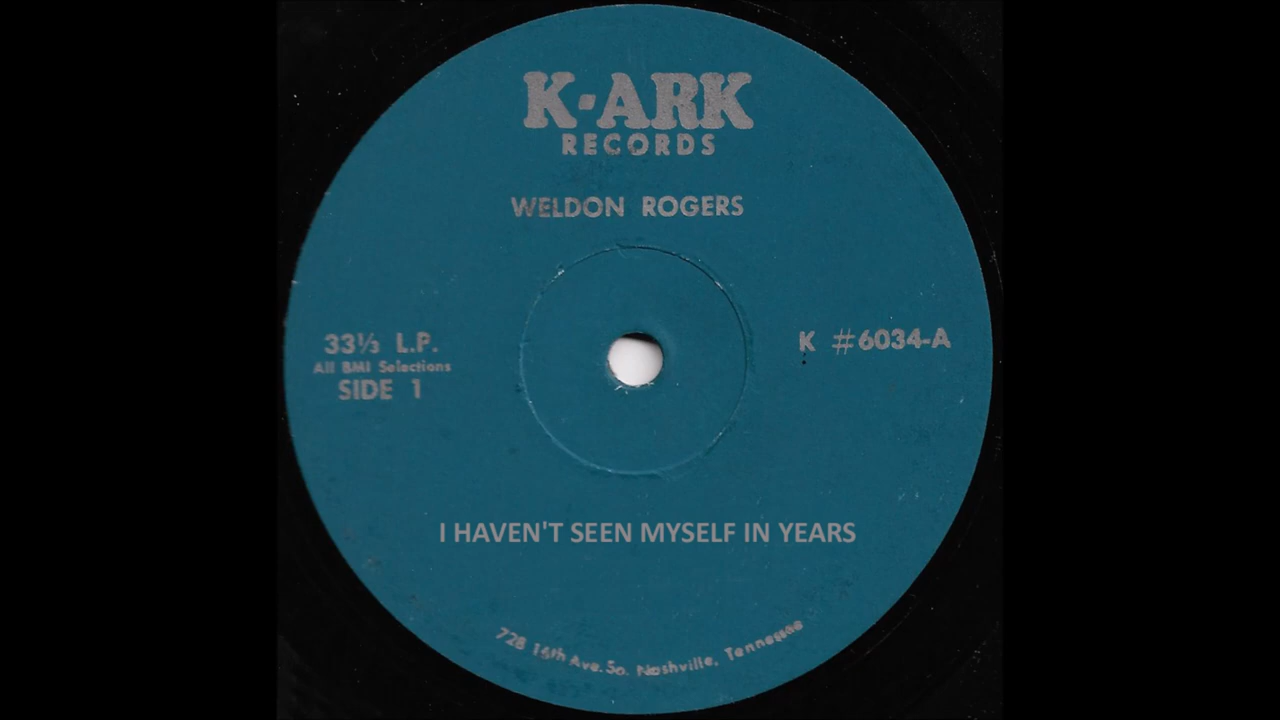 K-ARK
RECORDS
WELDON ROGERS
33⅓ L.P.
All BMI Selections
SIDE 1
K #6034-A
I HAVEN'T SEEN MYSELF IN YEARS
728 16th Ave. So. Nashville, Tennessee